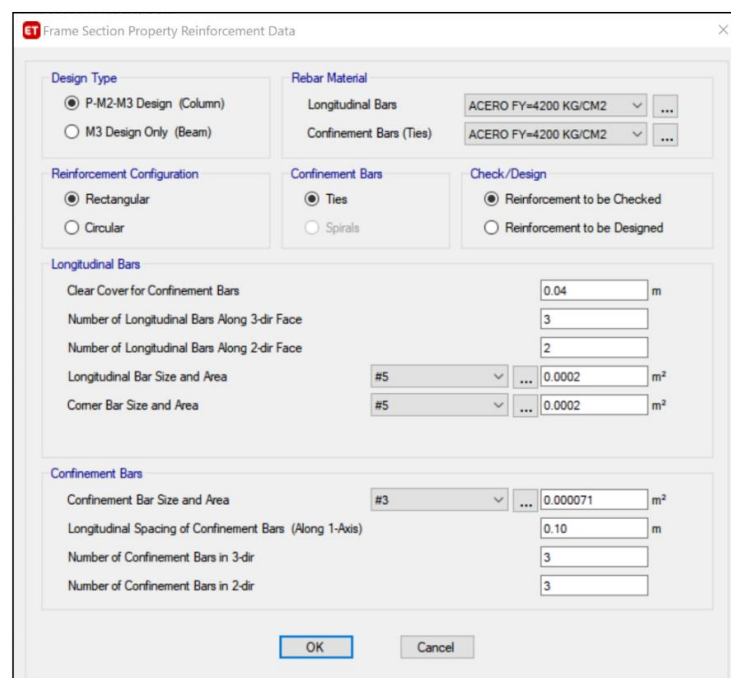 ET Frame Section Property Reinforcement Data
Design Type
P-M2-M3 Design (Column)
M3 Design Only (Beam)
Rebar Material
Longitudinal Bars ACERO FY=4200 KG/CM2 ...
Confinement Bars (Ties) ACERO FY=4200 KG/CM2 ...
Reinforcement Configuration
Rectangular
Circular
Confinement Bars
Ties
Spirals
Check/Design
Reinforcement to be Checked
Reinforcement to be Designed
Longitudinal Bars
Clear Cover for Confinement Bars 0.04 m
Number of Longitudinal Bars Along 3-dir Face 3
Number of Longitudinal Bars Along 2-dir Face 2
Longitudinal Bar Size and Area #5 ... 0.0002 m²
Corner Bar Size and Area #5 ... 0.0002 m²
Confinement Bars
Confinement Bar Size and Area #3 ... 0.000071 m²
Longitudinal Spacing of Confinement Bars (Along 1-Axis) 0.10 m
Number of Confinement Bars in 3-dir 3
Number of Confinement Bars in 2-dir 3
OK Cancel